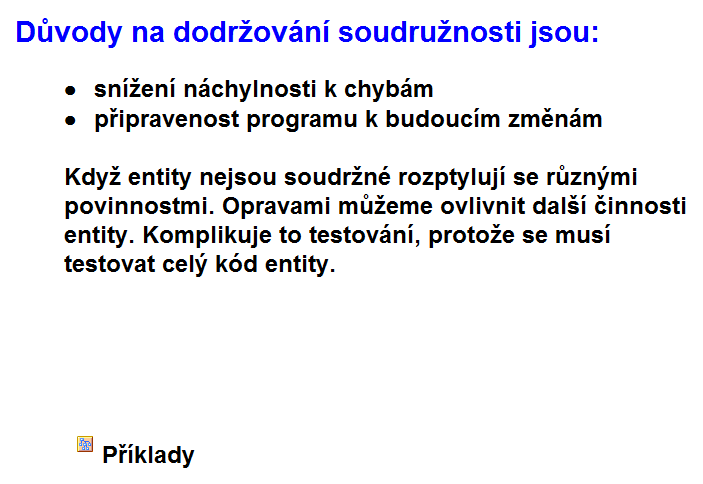 Důvody na dodržování soudružnosti jsou:
● snížení náchylnosti k chybám
● připravenost programu k budoucím změnám
Když entity nejsou soudržné rozptylují se různými
povinnostmi. Opravami můžeme ovlivnit další činnosti
entity. Komplikuje to testování, protože se musí
testovat celý kód entity.
Příklady